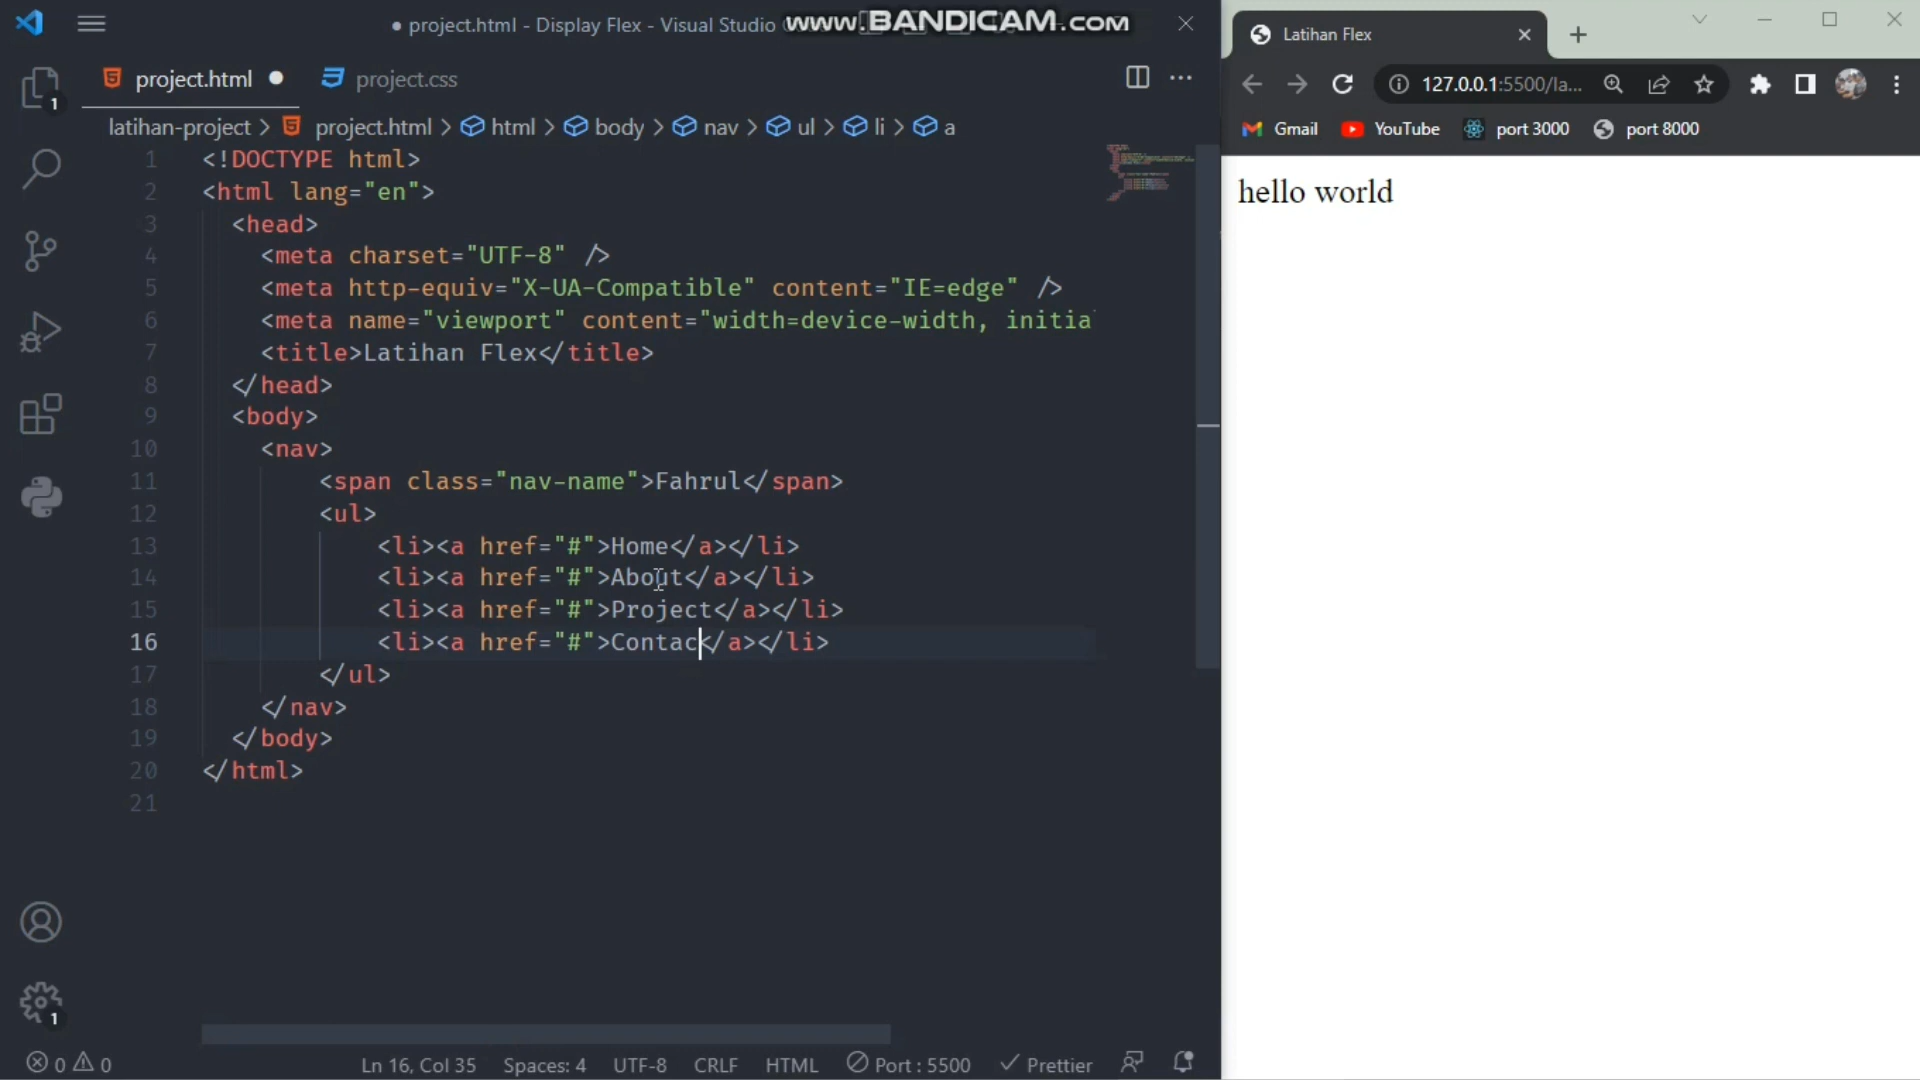 ● project.html - Display Flex - Visual Studio
www.BANDICAM.com
project.html
project.css
latihan-project > project.html > html > body > nav > ul > li > a
1 <!DOCTYPE html>
2 <html lang="en">
3 <head>
4 <meta charset="UTF-8" />
5 <meta http-equiv="X-UA-Compatible" content="IE=edge" />
6 <meta name="viewport" content="width=device-width, initia
7 <title>Latihan Flex</title>
8 </head>
9 <body>
10 <nav>
11 <span class="nav-name">Fahrul</span>
12 <ul>
13 <li><a href="#">Home</a></li>
14 <li><a href="#">About</a></li>
15 <li><a href="#">Project</a></li>
16 <li><a href="#">Contac</a></li>
17 </ul>
18 </nav>
19 </body>
20 </html>
21
1
1
0 0
Ln 16, Col 35 Spaces: 4 UTF-8 CRLF HTML Port : 5500 Prettier
Latihan Flex
127.0.0.1:5500/la...
Gmail YouTube port 3000 port 8000
hello world